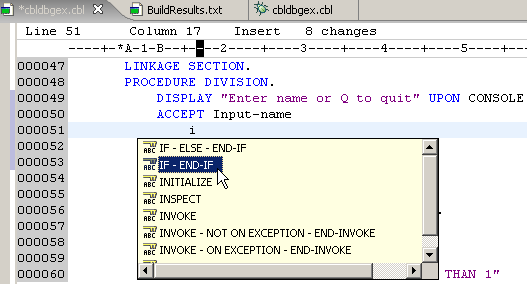 *cbldbgex.cbl BuildResults.txt cbldbgex.cbl
Line 51 Column 17 Insert 8 changes
----+-*A-1-B--+----2----+----3----+----4----+----5
000047 LINKAGE SECTION.
000048 PROCEDURE DIVISION.
000049 DISPLAY "Enter name or Q to quit" UPON CONSOLE
000050 ACCEPT Input-name
000051 i
000052 IF - ELSE - END-IF
000053 IF - END-IF
000054 INITIALIZE
000055 INSPECT
000056 INVOKE
000057 INVOKE - NOT ON EXCEPTION - END-INVOKE
000058 INVOKE - ON EXCEPTION - END-INVOKE
000059
000060 THAN 1"